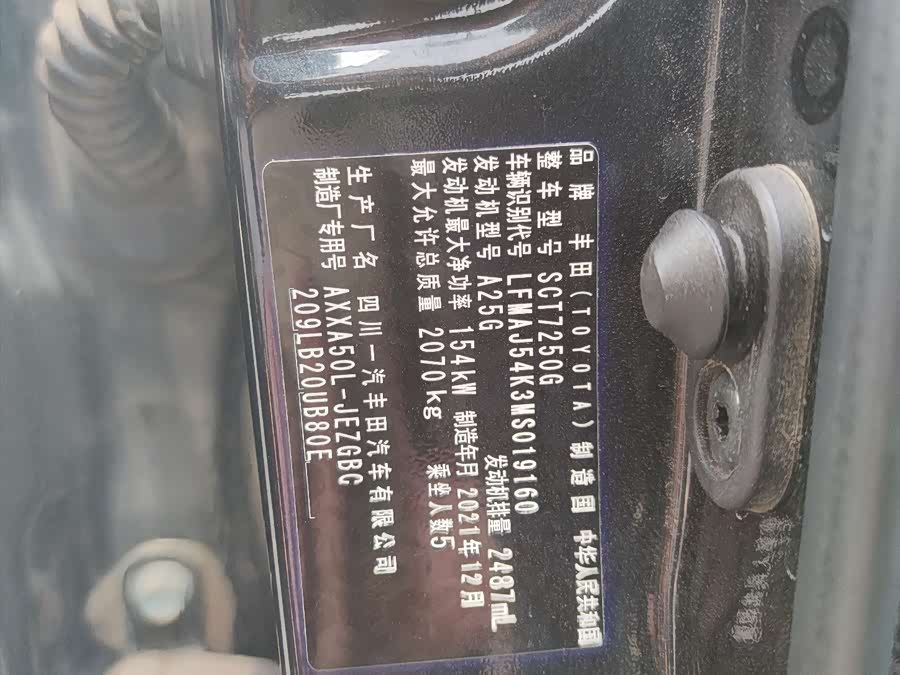 品牌 丰田(TOYOTA) 制造国 中华人民共和国
整车型号 SCT7250G
车辆识别代号 LFMAJ54K3MS019160
发动机型号 A25G 发动机排量 2487mL
发动机最大净功率 154kW 制造年月 2021年12月
最大允许总质量 2070kg 乘坐人数5
生产厂名 四川一汽丰田汽车有限公司
制造厂专用号 AXXA50L-JEZGBC
209LB20UB80E